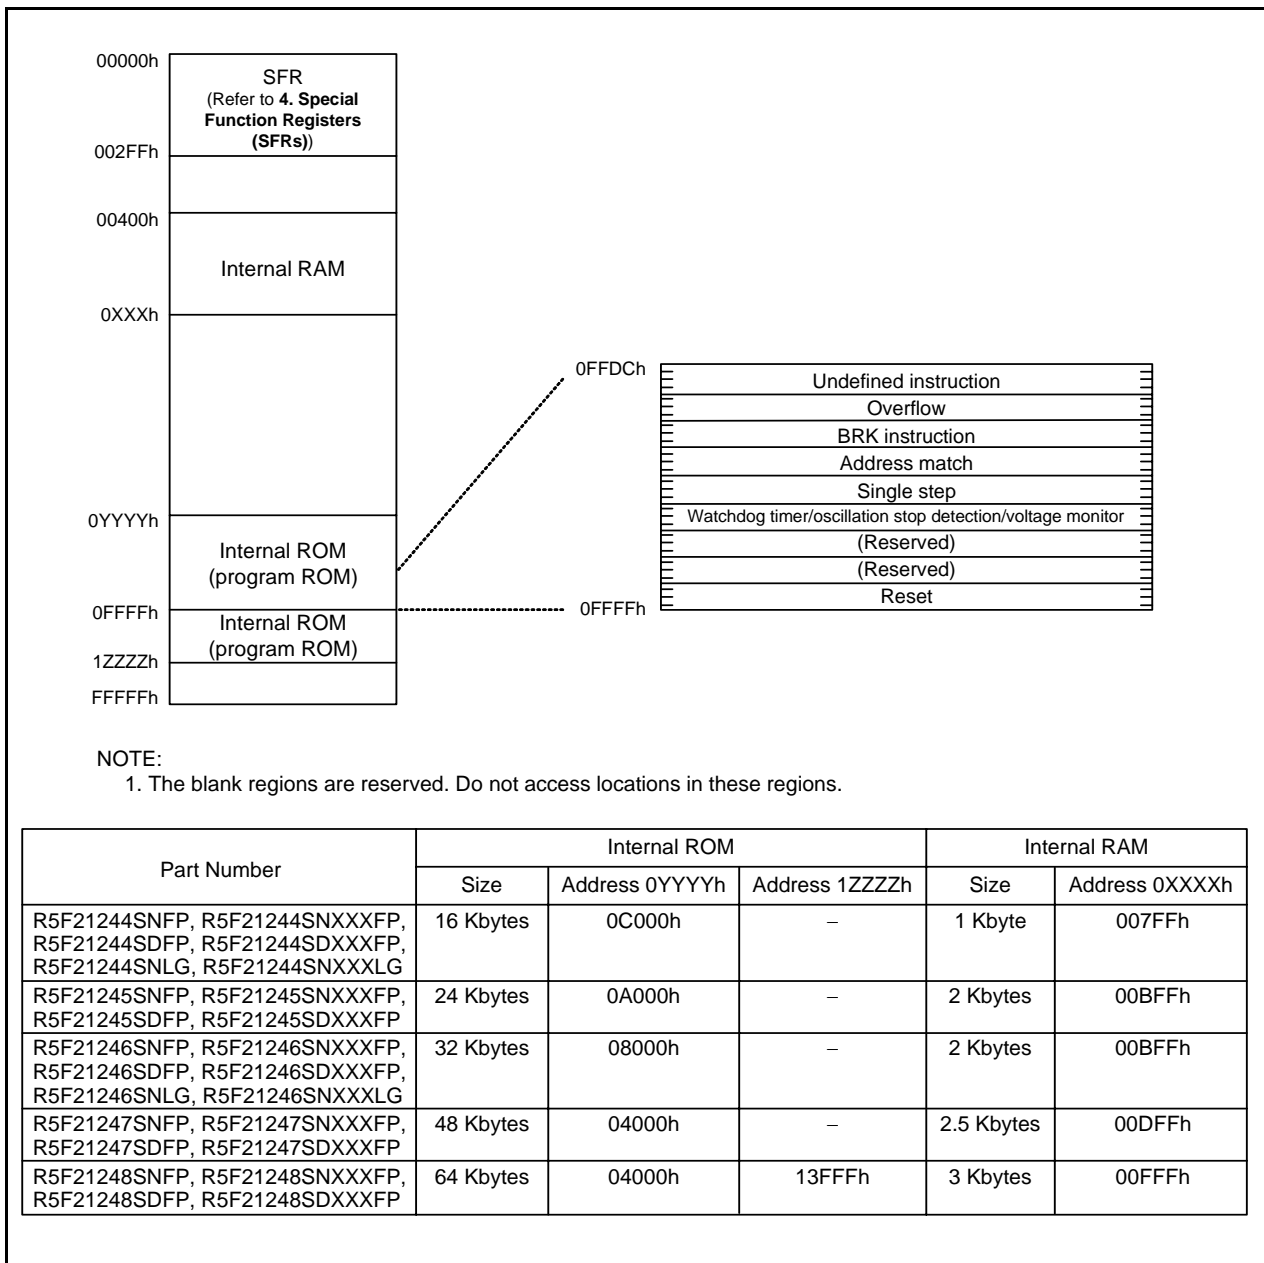 00000h
SFR
(Refer to 4. Special
Function Registers
(SFRs))
002FFh
00400h
Internal RAM
0XXXh
0YYYYh
Internal ROM
(program ROM)
0FFFFh
Internal ROM
(program ROM)
1ZZZZh
FFFFFh
0FFDCh
Undefined instruction
Overflow
BRK instruction
Address match
Single step
Watchdog timer/oscillation stop detection/voltage monitor
(Reserved)
(Reserved)
Reset
0FFFFh
NOTE:
1. The blank regions are reserved. Do not access locations in these regions.
Part Number Internal ROM Internal RAM
Size Address 0YYYYh Address 1ZZZZh Size Address 0XXXXh
R5F21244SNFP, R5F21244SNXXXFP, 16 Kbytes 0C000h – 1 Kbyte 007FFh
R5F21244SDFP, R5F21244SDXXXFP,
R5F21244SNLG, R5F21244SNXXXLG
R5F21245SNFP, R5F21245SNXXXFP, 24 Kbytes 0A000h – 2 Kbytes 00BFFh
R5F21245SDFP, R5F21245SDXXXFP
R5F21246SNFP, R5F21246SNXXXFP, 32 Kbytes 08000h – 2 Kbytes 00BFFh
R5F21246SDFP, R5F21246SDXXXFP,
R5F21246SNLG, R5F21246SNXXXLG
R5F21247SNFP, R5F21247SNXXXFP, 48 Kbytes 04000h – 2.5 Kbytes 00DFFh
R5F21247SDFP, R5F21247SDXXXFP
R5F21248SNFP, R5F21248SNXXXFP, 64 Kbytes 04000h 13FFFh 3 Kbytes 00FFFh
R5F21248SDFP, R5F21248SDXXXFP